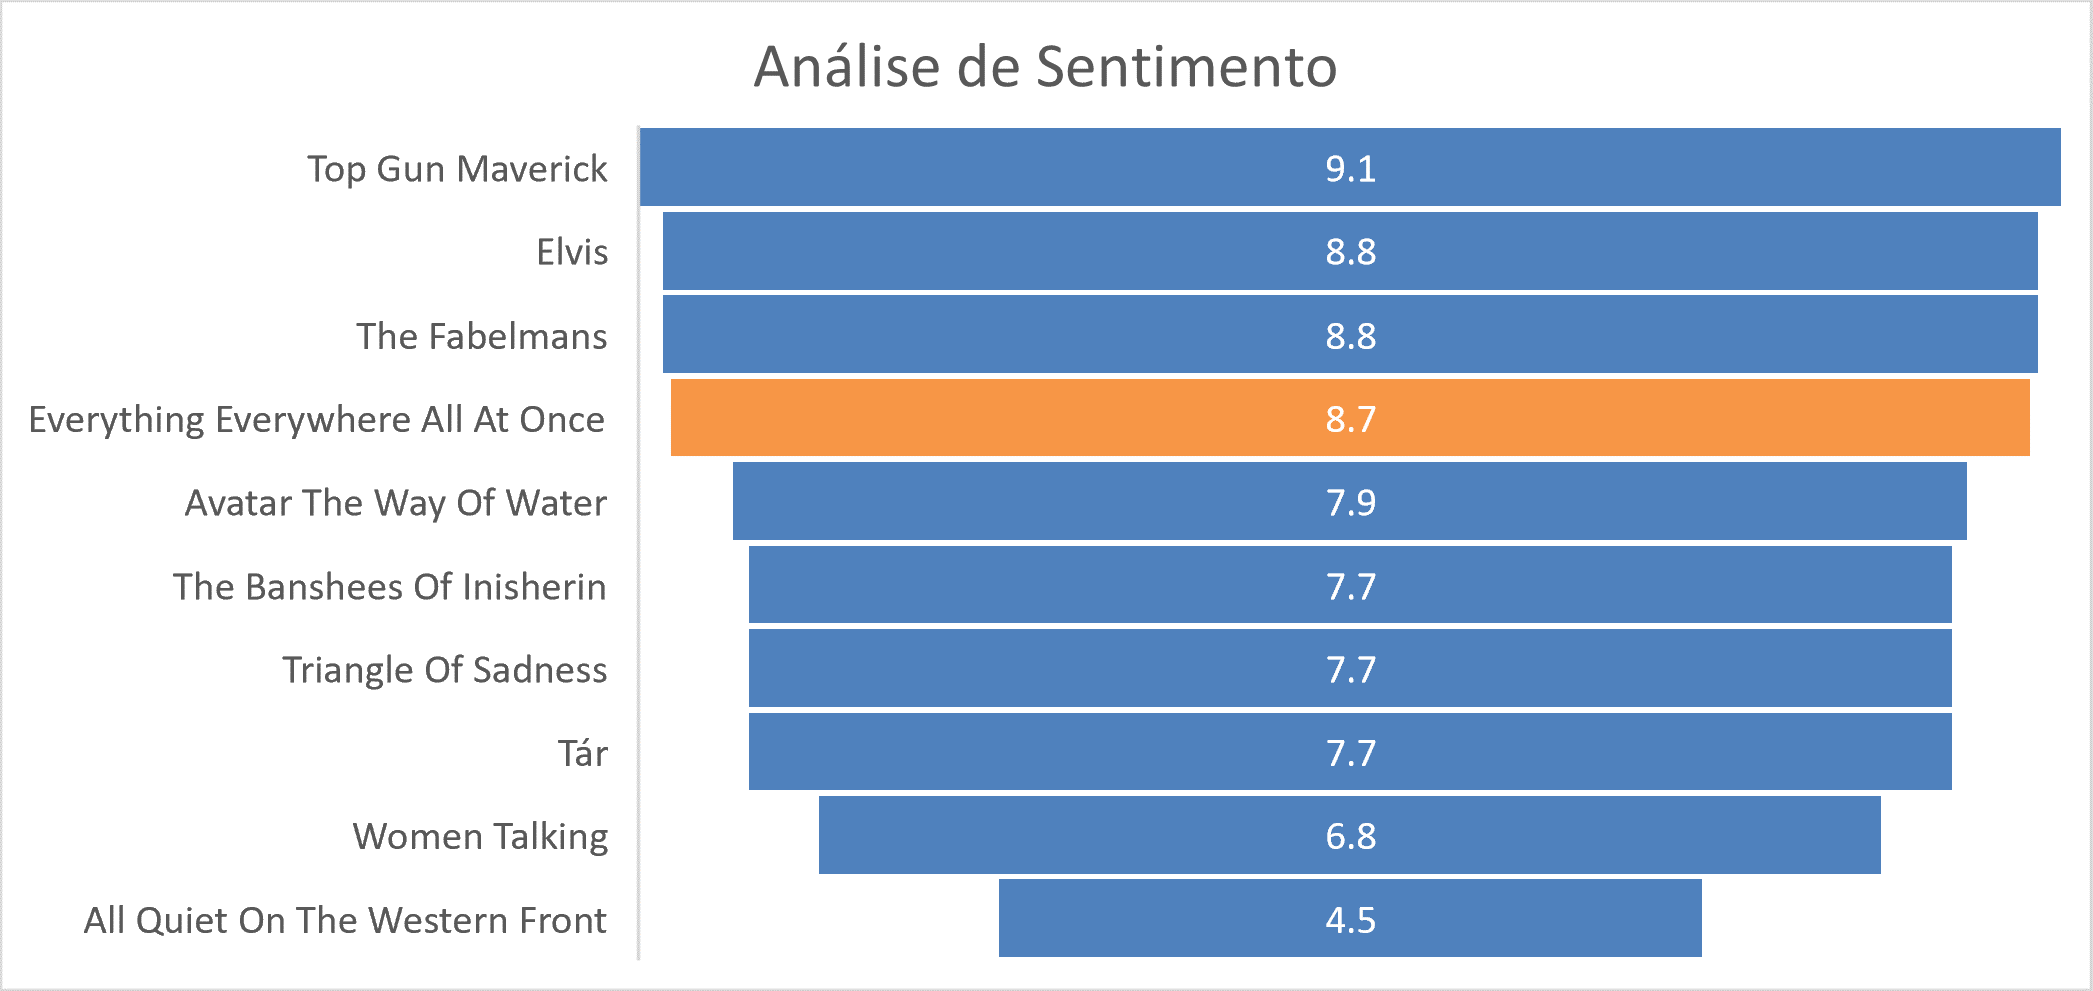 Análise de Sentimento
Top Gun Maverick 9.1
Elvis 8.8
The Fabelmans 8.8
Everything Everywhere All At Once 8.7
Avatar The Way Of Water 7.9
The Banshees Of Inisherin 7.7
Triangle Of Sadness 7.7
Tár 7.7
Women Talking 6.8
All Quiet On The Western Front 4.5